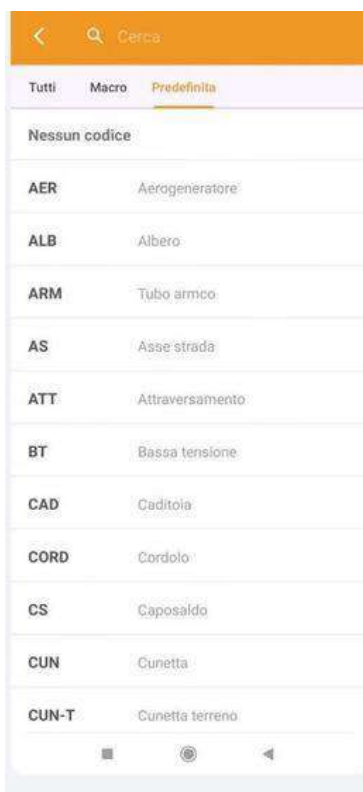 Cerca
Tutti Macro Predefinita
Nessun codice
AER Aerogeneratore
ALB Albero
ARM Tubo armco
AS Asse strada
ATT Attraversamento
BT Bassa tensione
CAD Caditoia
CORD Cordolo
CS Caposaldo
CUN Cunetta
CUN-T Cunetta terreno